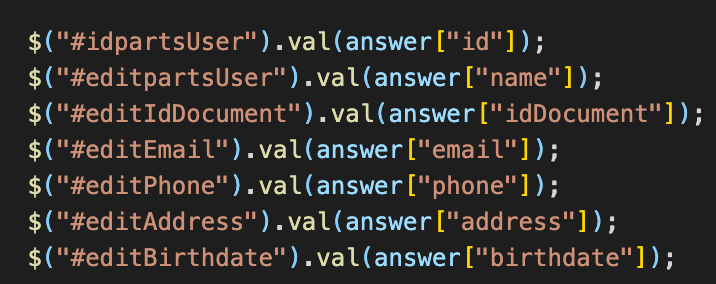 $("#idpartsUser").val(answer["id"]);
$("#editpartsUser").val(answer["name"]);
$("#editIdDocument").val(answer["idDocument"]);
$("#editEmail").val(answer["email"]);
$("#editPhone").val(answer["phone"]);
$("#editAddress").val(answer["address"]);
$("#editBirthdate").val(answer["birthdate"]);